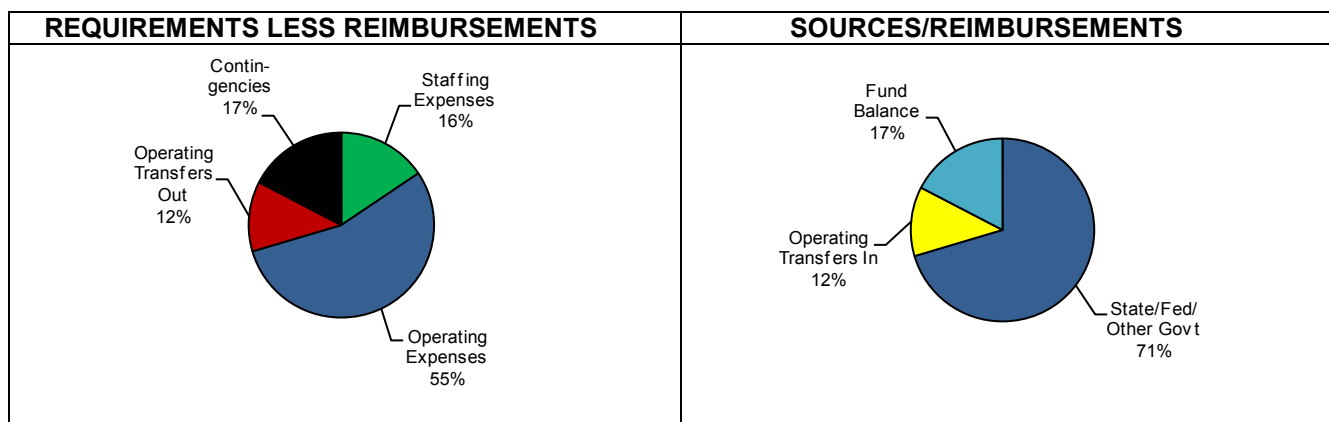 REQUIREMENTS LESS REIMBURSEMENTS
Contin-
gencies
17%
Staffing
Expenses
16%
Operating
Transfers
Out
12%
Operating
Expenses
55%
SOURCES/REIMBURSEMENTS
Fund
Balance
17%
Operating
Transfers In
12%
State/Fed/
Other Govt
71%